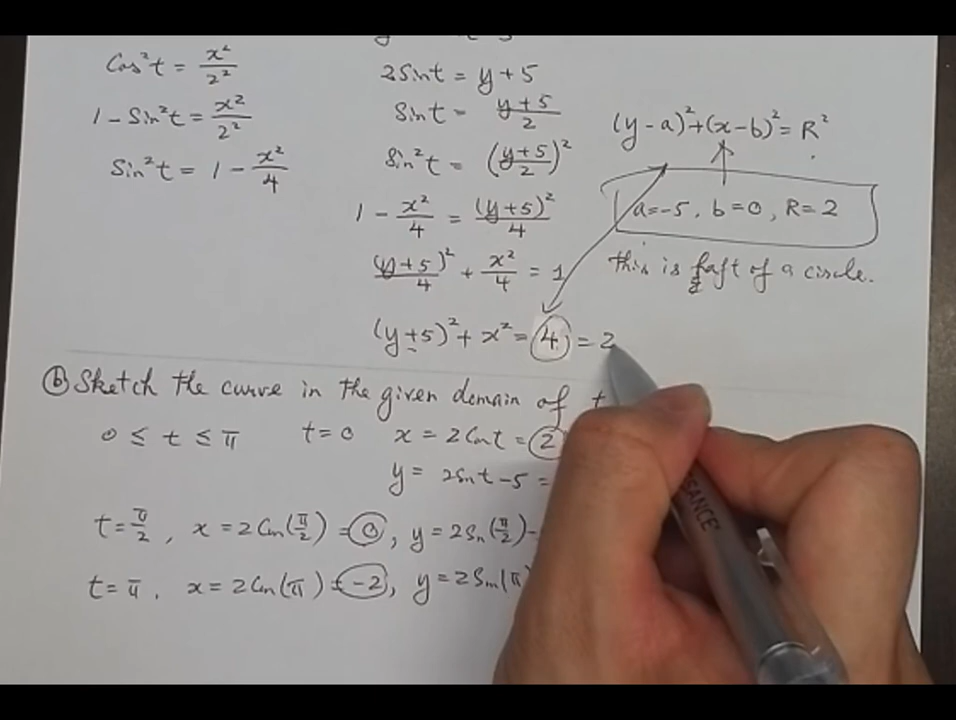 Cos²t = x²/2²
1 - Sin²t = x²/2²
Sin²t = 1 - x²/4
2Sint = y + 5
Sint = (y+5)/2
Sin²t = ((y+5)/2)²
1 - x²/4 = (y+5)²/4
(y+5)²/4 + x²/4 = 1
(y+5)² + x² = 4 = 2
(y - a)² + (x - b)² = R²
a=-5, b=0, R=2
this is of a circle.
ⓑ Sketch the curve in the given domain of t
0 ≤ t ≤ π t=0 x = 2Cost = 2
y = 2Sint - 5 =
t = π/2, x = 2Cos(π/2) = 0, y = 2Sin(π/2) -
t = π, x = 2Cos(π) = -2, y = 2Sin(π)
SANCE'